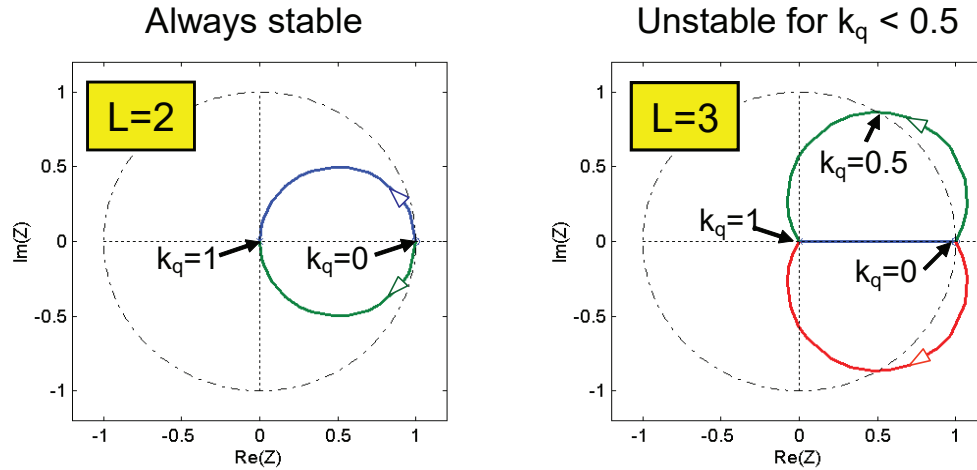 Always stable
L=2
1
0.5
0
-0.5
-1
Im(Z)
k_q=1
k_q=0
-1
-0.5
0
0.5
1
Re(Z)
Unstable for k_q < 0.5
L=3
1
0.5
0
-0.5
-1
Im(Z)
k_q=0.5
k_q=1
k_q=0
-1
-0.5
0
0.5
1
Re(Z)